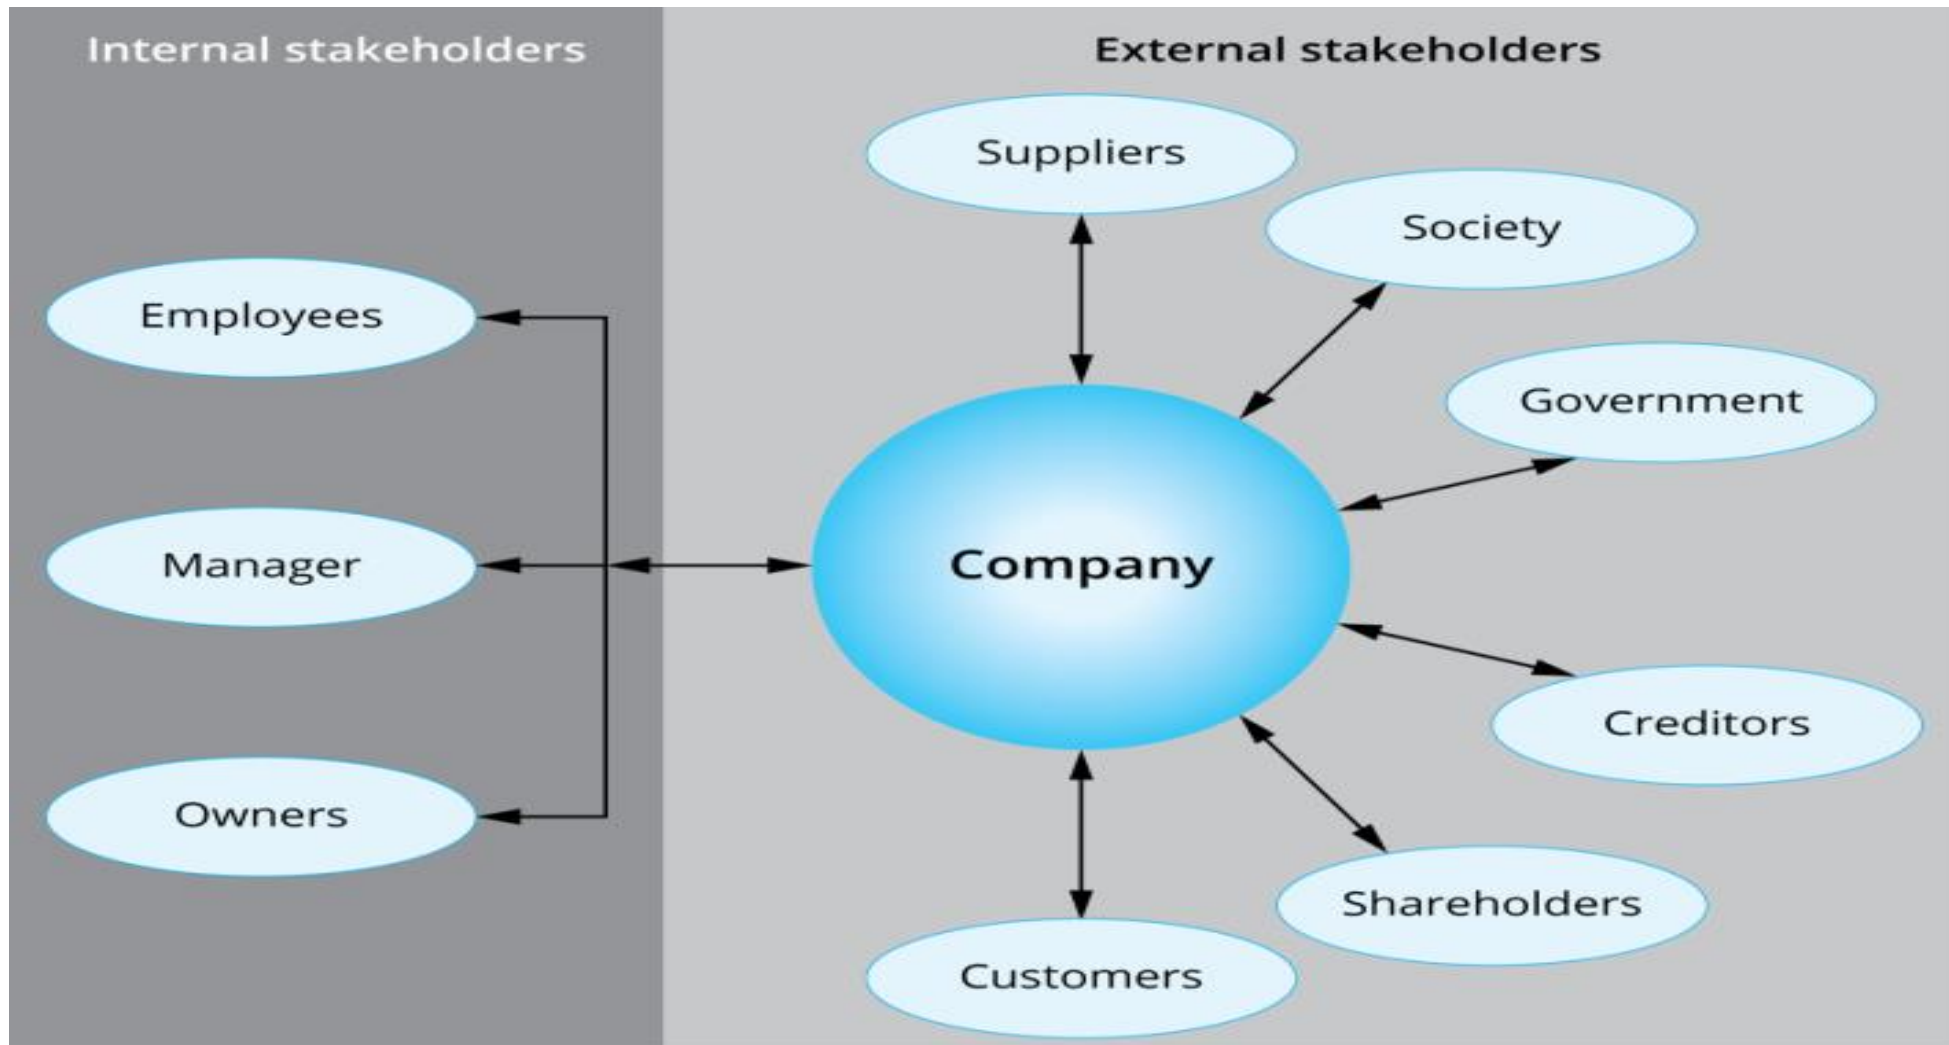 Internal stakeholders
External stakeholders
Suppliers
Society
Employees
Government
Manager
Company
Creditors
Owners
Shareholders
Customers